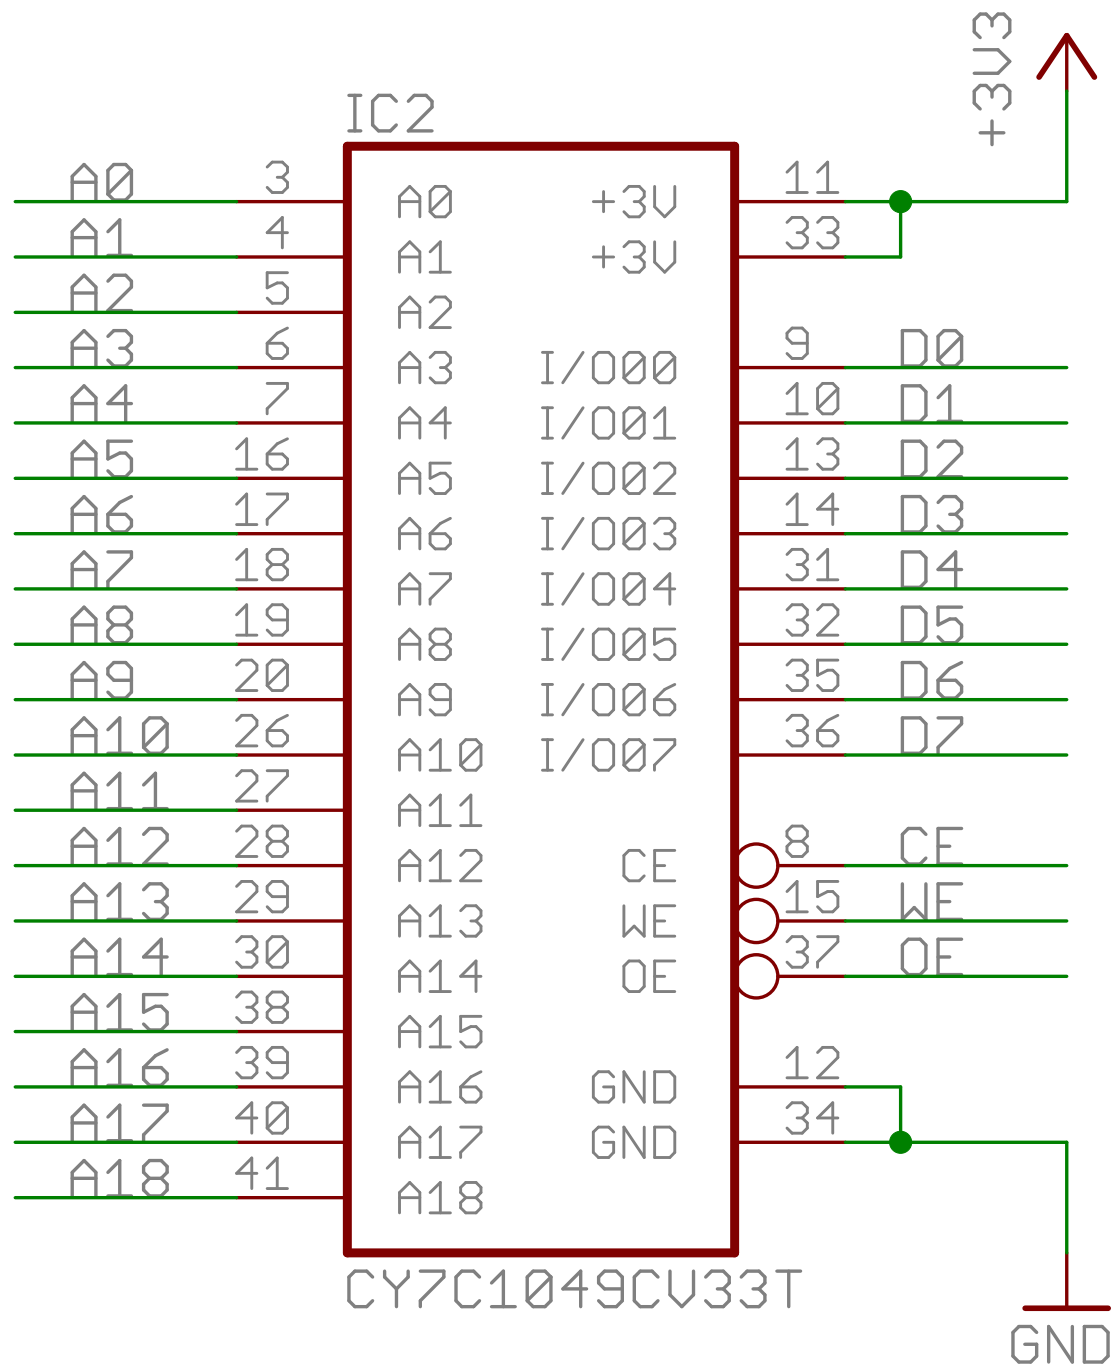 +3V3
IC2
A0 3 A0 +3V 11
A1 4 A1 +3V 33
A2 5 A2
A3 6 A3 I/O00 9 D0
A4 7 A4 I/O01 10 D1
A5 16 A5 I/O02 13 D2
A6 17 A6 I/O03 14 D3
A7 18 A7 I/O04 31 D4
A8 19 A8 I/O05 32 D5
A9 20 A9 I/O06 35 D6
A10 26 A10 I/O07 36 D7
A11 27 A11
A12 28 A12 CE 8 CE
A13 29 A13 WE 15 WE
A14 30 A14 OE 37 OE
A15 38 A15
A16 39 A16 GND 12
A17 40 A17 GND 34
A18 41 A18
CY7C1049CV33T
GND